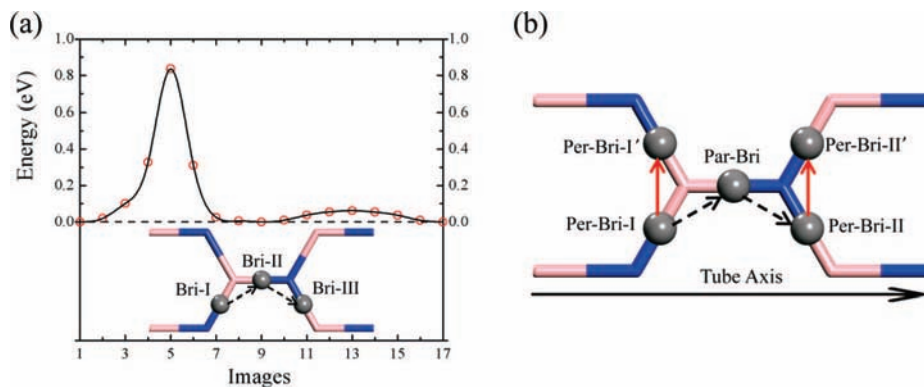 (a)
1.0
0.8
0.6
0.4
0.2
0.0
Energy (eV)
1.0
0.8
0.6
0.4
0.2
0.0
Bri-I
Bri-II
Bri-III
1 3 5 7 9 11 13 15 17
Images
(b)
Per-Bri-I′
Par-Bri
Per-Bri-II′
Per-Bri-I
Per-Bri-II
Tube Axis